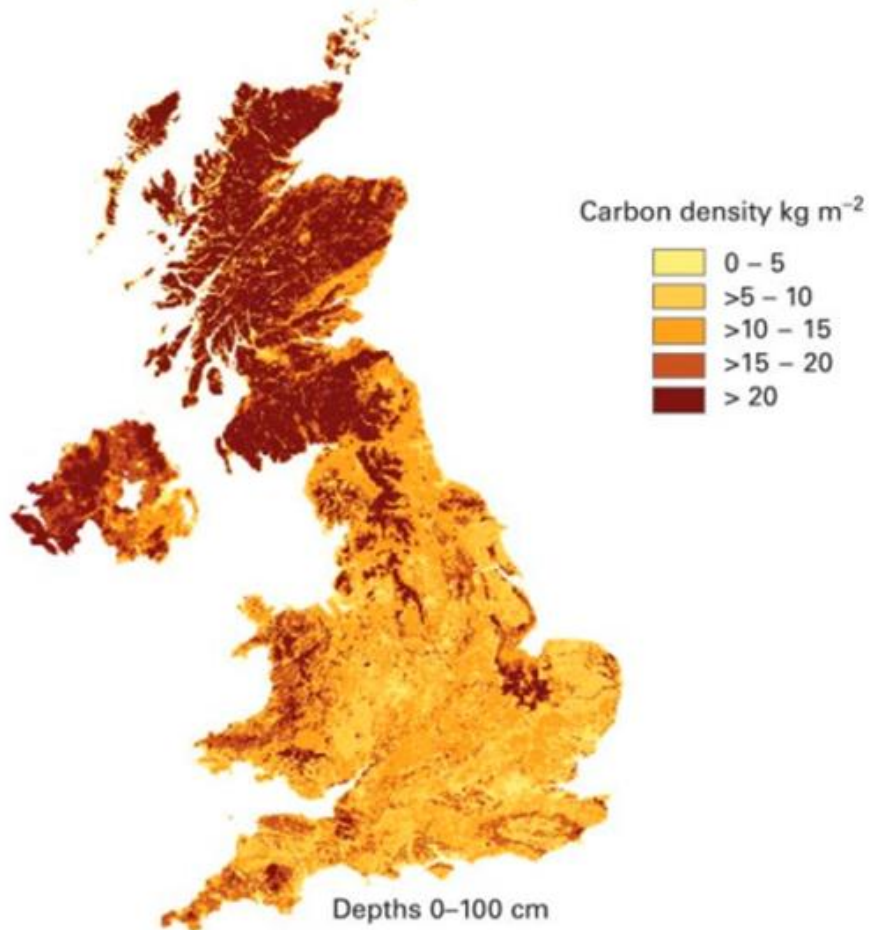 Carbon density kg m⁻²
0 – 5
>5 – 10
>10 – 15
>15 – 20
> 20
Depths 0–100 cm